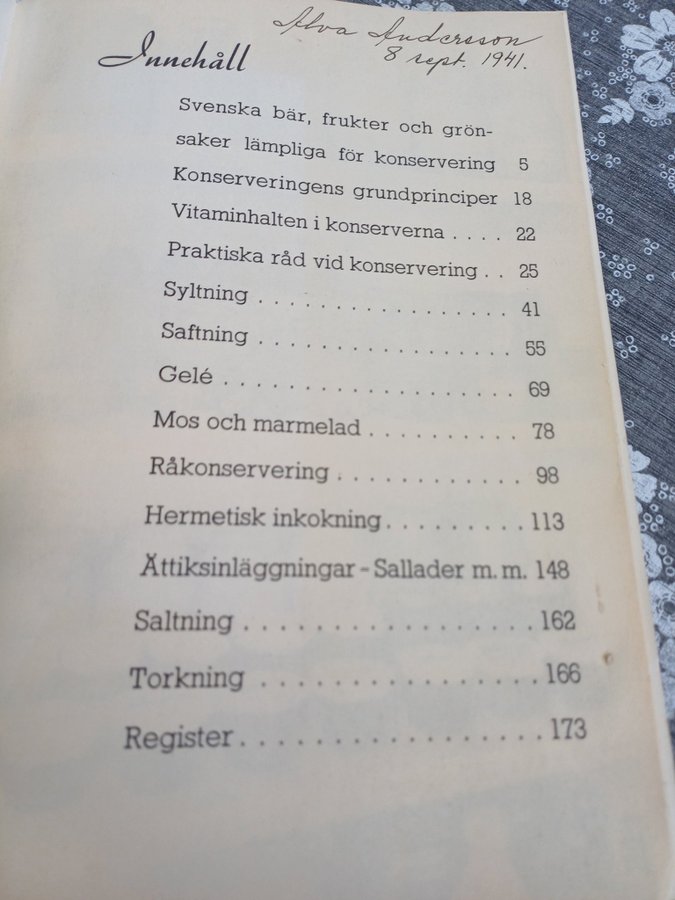 Alva Andersson
8 sept. 1941.
Innehåll
Svenska bär, frukter och grön-
saker lämpliga för konservering 5
Konserveringens grundprinciper 18
Vitaminhalten i konserverna . . . . 22
Praktiska råd vid konservering . . 25
Syltning . . . . . . . . . . . . . . . . . 41
Saftning . . . . . . . . . . . . . . . . . 55
Gelé . . . . . . . . . . . . . . . . . . . 69
Mos och marmelad . . . . . . . . . . 78
Råkonservering . . . . . . . . . . . . 98
Hermetisk inkokning. . . . . . . . . . 113
Ättiksinläggningar - Sallader m. m. 148
Saltning . . . . . . . . . . . . . . . . . . 162
Torkning . . . . . . . . . . . . . . . . . 166
Register. . . . . . . . . . . . . . . . . . 173